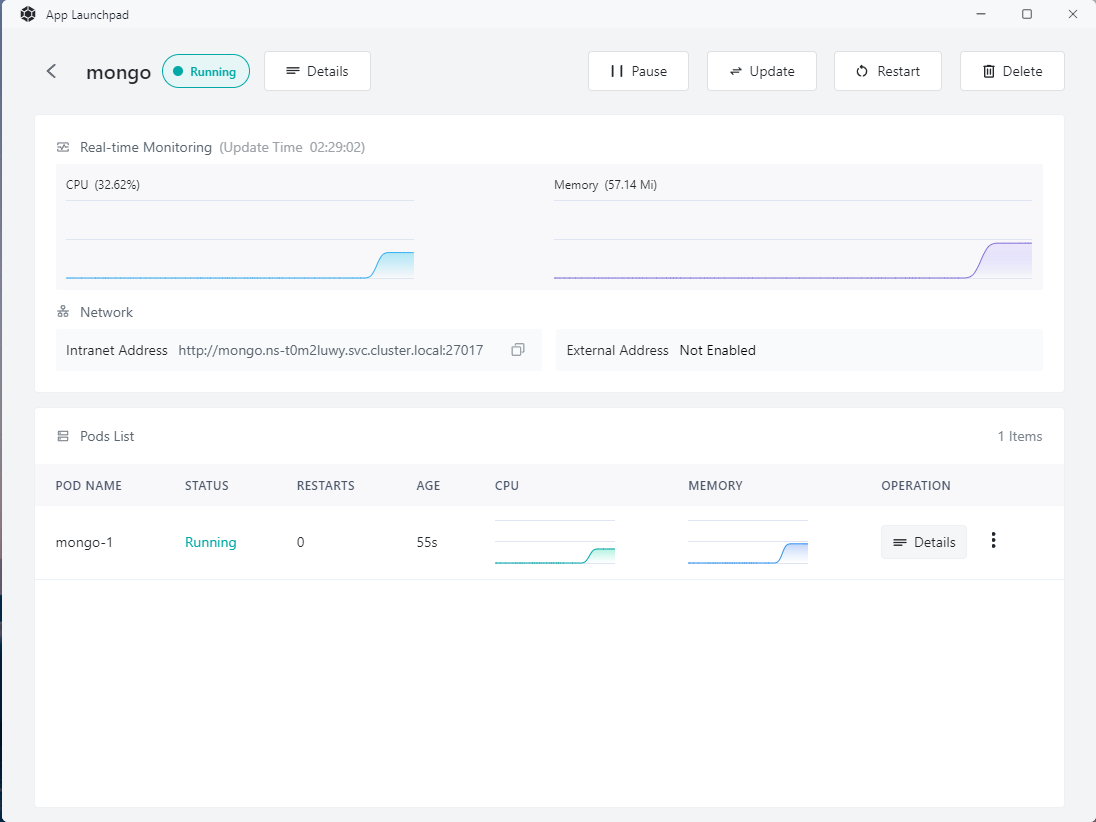 App Launchpad
mongo Running Details Pause Update Restart Delete
Real-time Monitoring (Update Time 02:29:02)
CPU (32.62%) Memory (57.14 Mi)
Network
Intranet Address http://mongo.ns-t0m2luwy.svc.cluster.local:27017 External Address Not Enabled
Pods List 1 Items
POD NAME STATUS RESTARTS AGE CPU MEMORY OPERATION
mongo-1 Running 0 55s Details